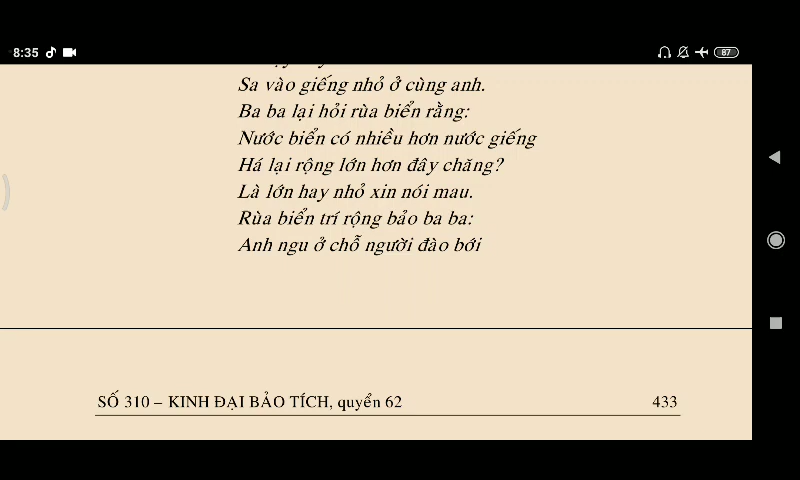 8:35
87
Sa vào giếng nhỏ ở cùng anh.
Ba ba lại hỏi rùa biển rằng:
Nước biển có nhiều hơn nước giếng
Há lại rộng lớn hơn đây chăng?
Là lớn hay nhỏ xin nói mau.
Rùa biển trí rộng bảo ba ba:
Anh ngu ở chỗ người đào bới
SỐ 310 – KINH ĐẠI BẢO TÍCH, quyển 62 433